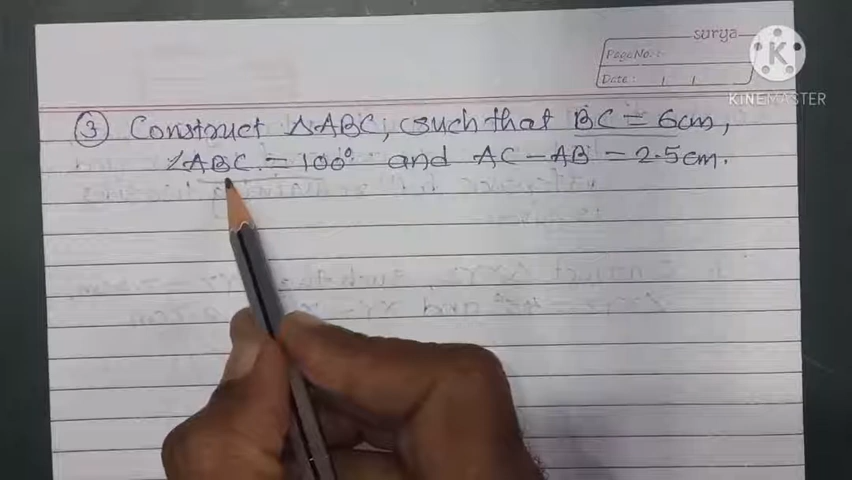 surya
Page No. :
Date : / /
K
KINEMASTER
③ Construct △ABC, such that BC = 6cm,
∠ABC = 100° and AC - AB = 2.5cm.